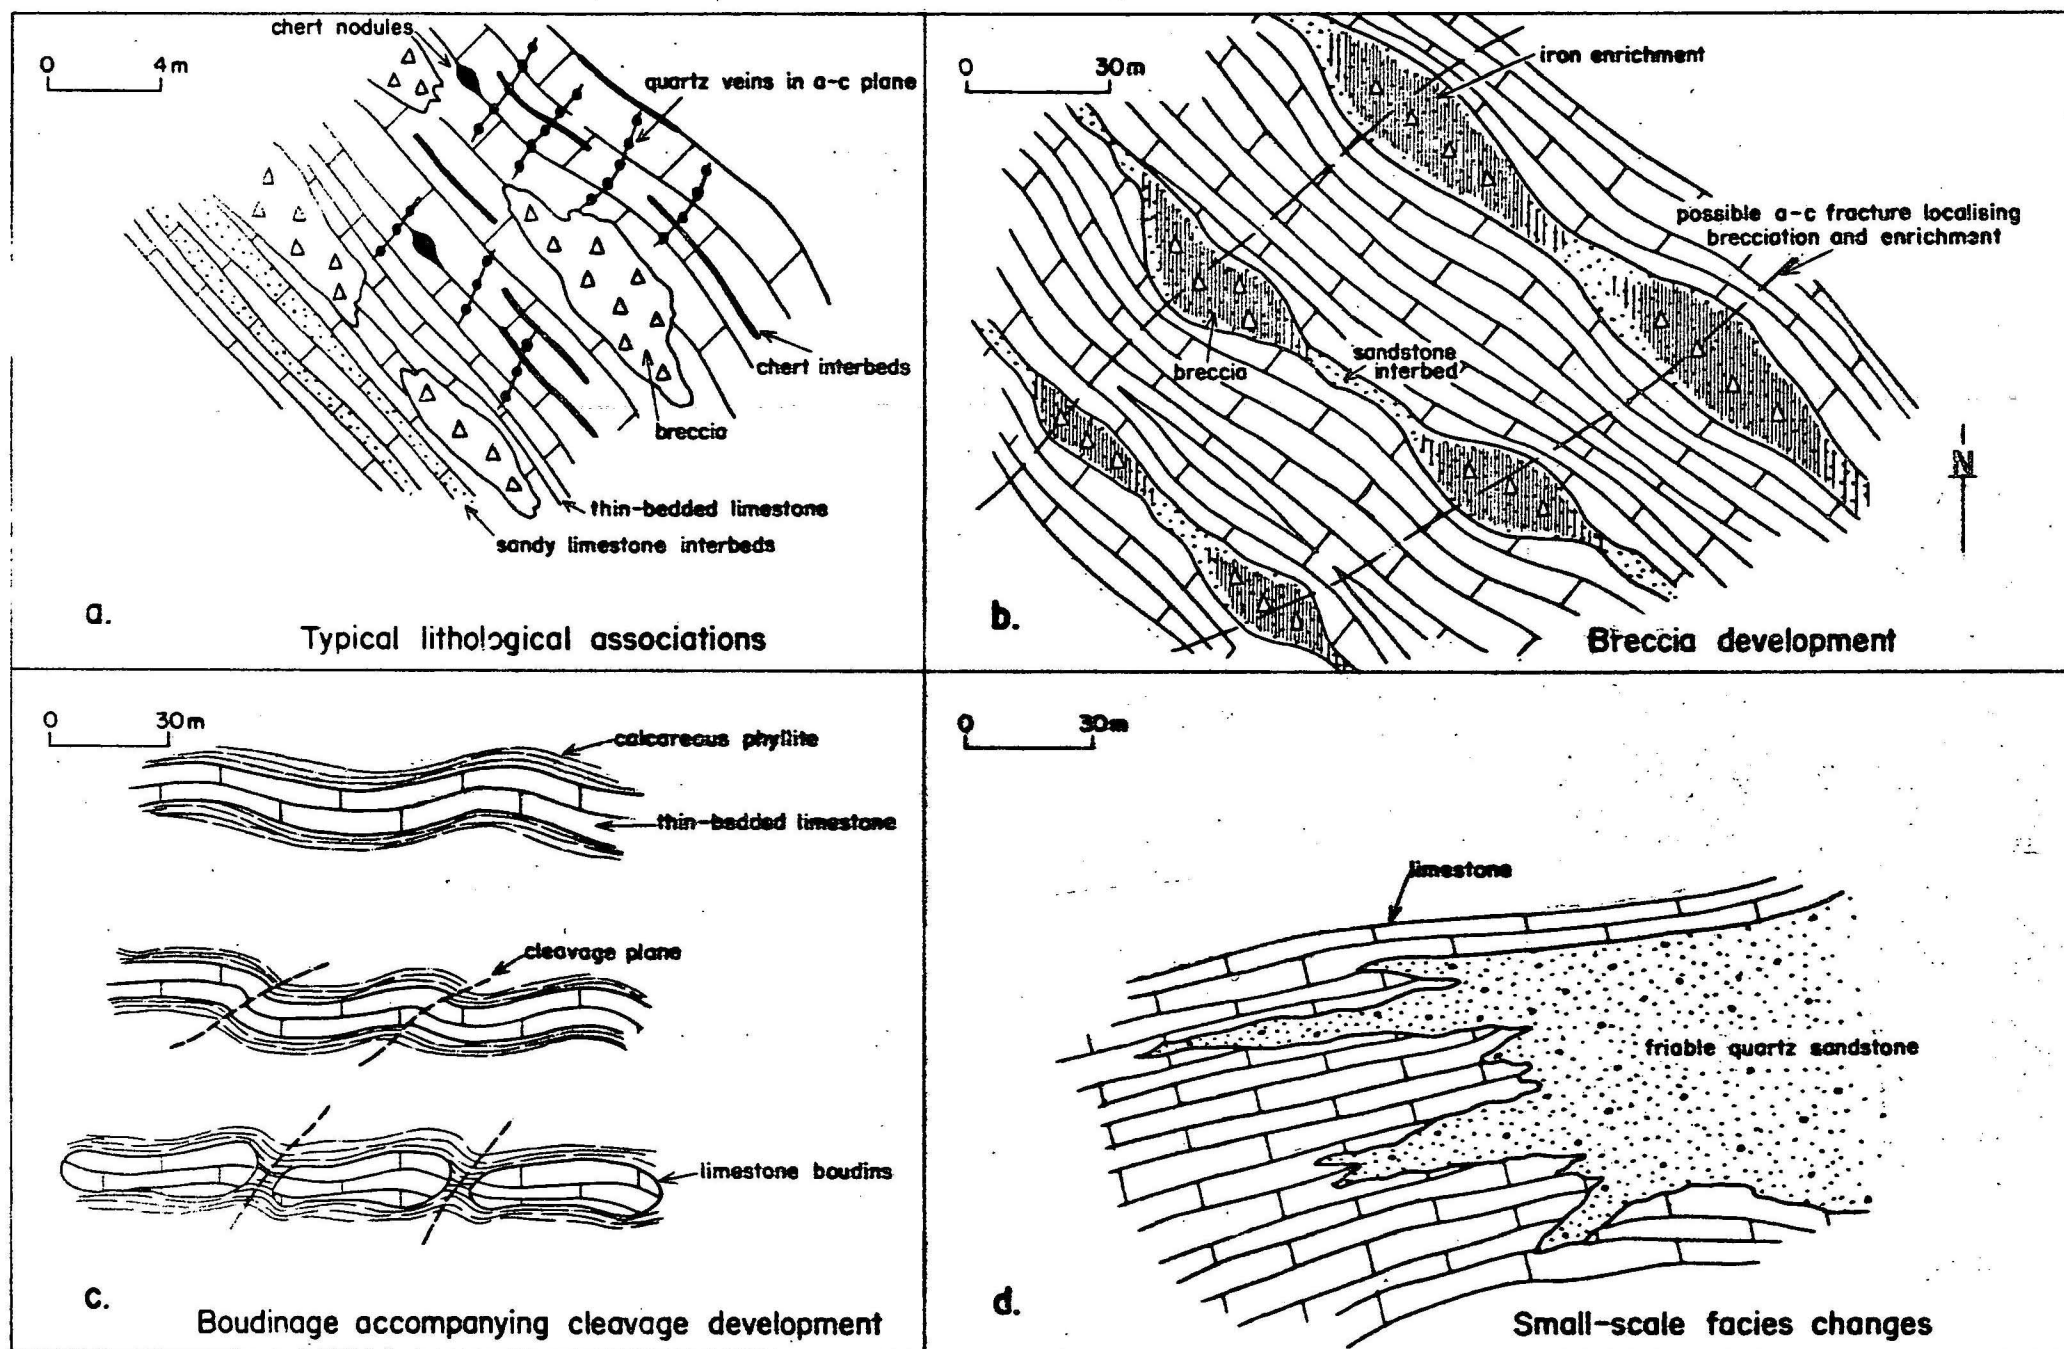 chert nodules
0 4 m
quartz veins in a-c plane
chert interbeds
breccia
thin-bedded limestone
sandy limestone interbeds
a.
Typical lithological associations
0 30m
iron enrichment
possible a-c fracture localising
brecciation and enrichment
sandstone
interbed
breccia
N
b.
Breccia development
0 30m
calcareous phyllite
thin-bedded limestone
cleavage plane
limestone boudins
c.
Boudinage accompanying cleavage development
0 30m
limestone
friable quartz sandstone
d.
Small-scale facies changes